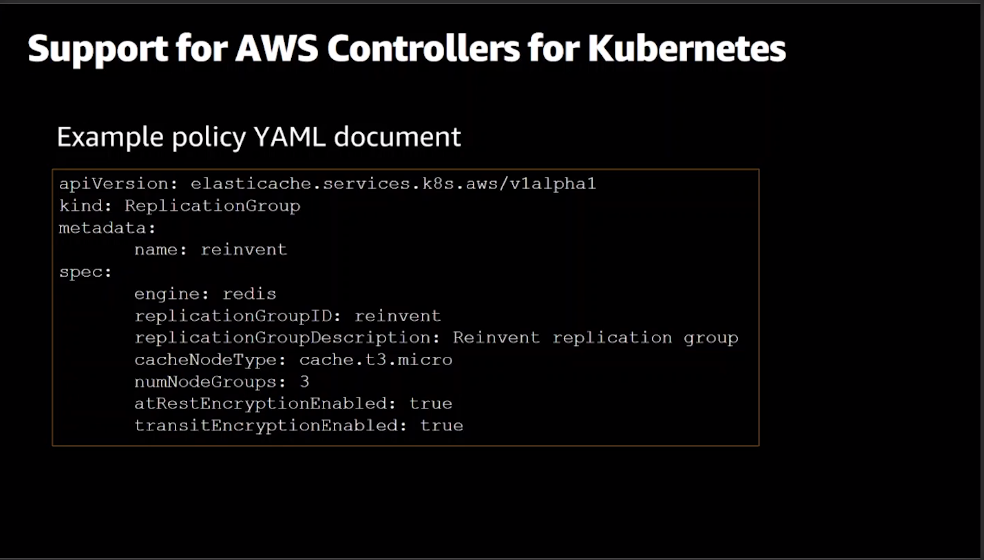 Support for AWS Controllers for Kubernetes
Example policy YAML document
apiVersion: elasticache.services.k8s.aws/v1alpha1
kind: ReplicationGroup
metadata:
name: reinvent
spec:
engine: redis
replicationGroupID: reinvent
replicationGroupDescription: Reinvent replication group
cacheNodeType: cache.t3.micro
numNodeGroups: 3
atRestEncryptionEnabled: true
transitEncryptionEnabled: true